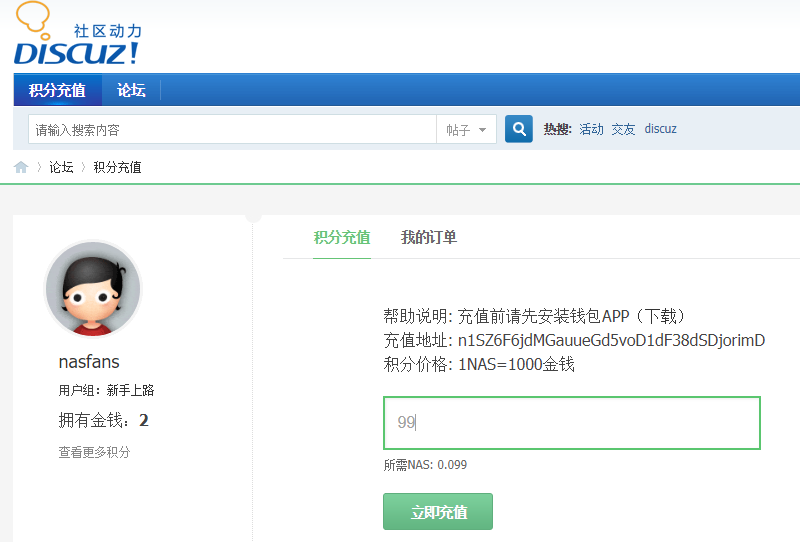 社区动力
DISCUZ!
积分充值 论坛
请输入搜索内容 帖子 热搜: 活动 交友 discuz
论坛 积分充值
积分充值 我的订单
帮助说明: 充值前请先安装钱包APP（下载）
充值地址: n1SZ6F6jdMGauueGd5voD1dF38dSDjorimD
积分价格: 1NAS=1000金钱
99
所需NAS: 0.099
立即充值
nasfans
用户组：新手上路
拥有金钱：2
查看更多积分